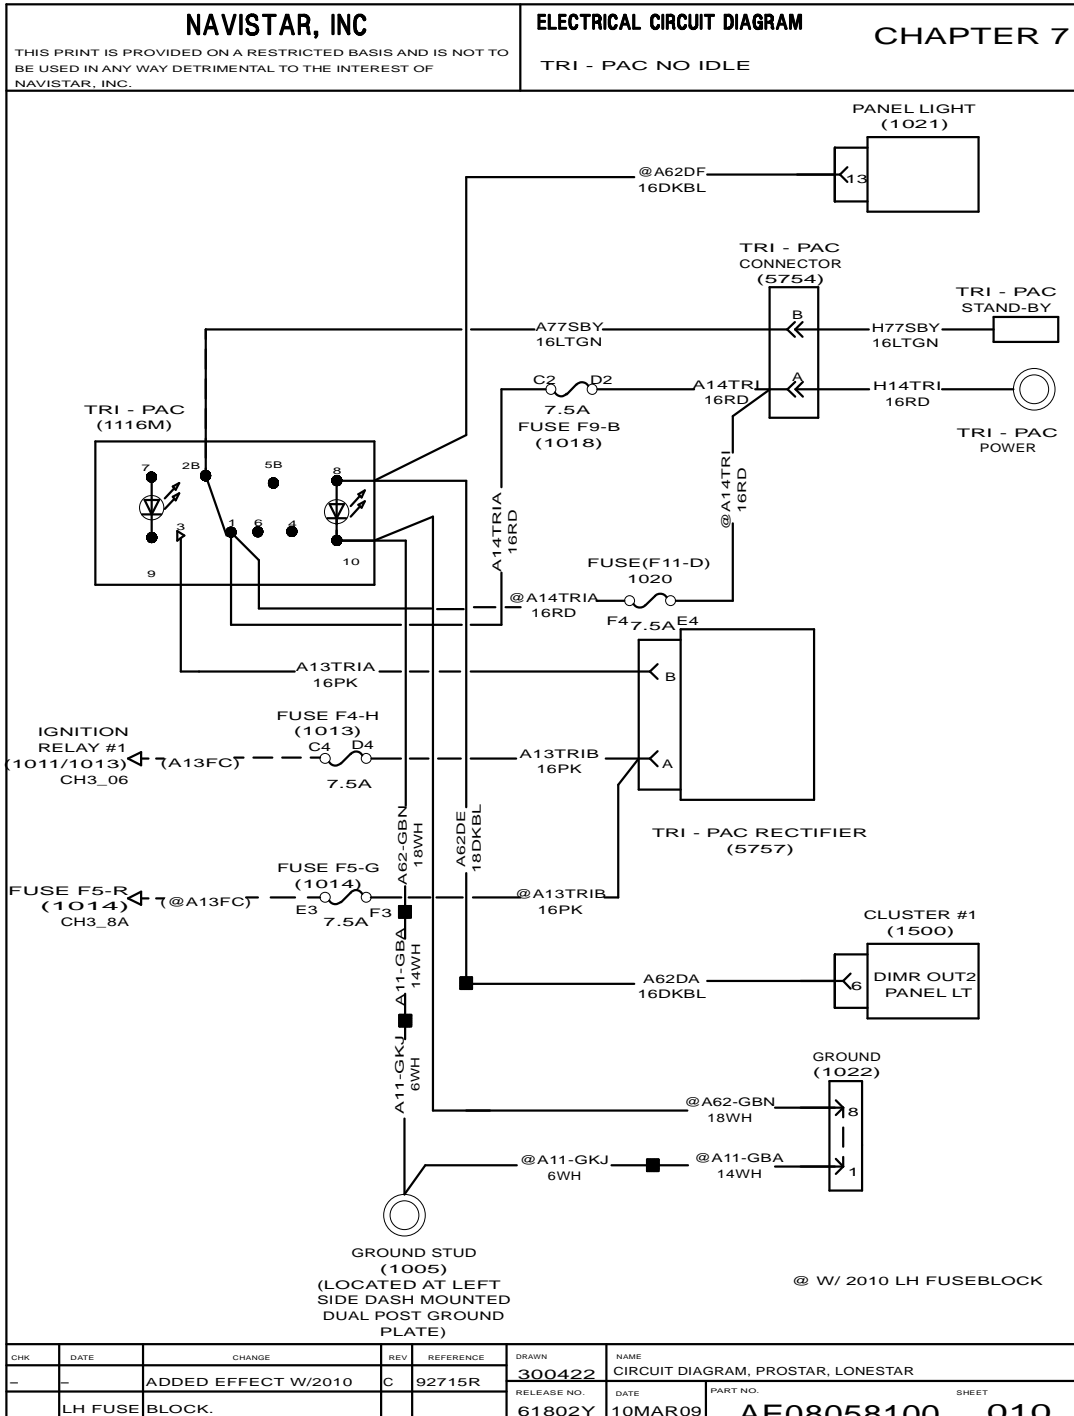 NAVISTAR, INC
THIS PRINT IS PROVIDED ON A RESTRICTED BASIS AND IS NOT TO
BE USED IN ANY WAY DETRIMENTAL TO THE INTEREST OF
NAVISTAR, INC.
ELECTRICAL CIRCUIT DIAGRAM
CHAPTER 7
TRI - PAC NO IDLE
PANEL LIGHT
(1021)
@A62DF
16DKBL
13
TRI - PAC
CONNECTOR
(5754)
TRI - PAC
STAND-BY
B
A77SBY
16LTGN
H77SBY
16LTGN
A
C2
D2
7.5A
FUSE F9-B
(1018)
A14TRI
16RD
H14TRI
16RD
TRI - PAC
POWER
TRI - PAC
(1116M)
7
2B
5B
8
3
1
6
4
9
10
A14TRIA
16RD
@A14TRI
16RD
FUSE(F11-D)
1020
@A14TRIA
16RD
F4
7.5A
E4
A13TRIA
16PK
B
FUSE F4-H
(1013)
C4
D4
7.5A
IGNITION
RELAY #1
(1011/1013)
CH3_06
(A13FC)
A13TRIB
16PK
A
TRI - PAC RECTIFIER
(5757)
A62-GBN
18WH
A62DE
18DKBL
FUSE F5-G
(1014)
E3
F3
7.5A
FUSE F5-R
(1014)
CH3_8A
(@A13FC)
@A13TRIB
16PK
A11-GBA
14WH
CLUSTER #1
(1500)
A62DA
16DKBL
6
DIMR OUT2
PANEL LT
A11-GKJ
6WH
GROUND
(1022)
@A62-GBN
18WH
8
@A11-GKJ
6WH
@A11-GBA
14WH
1
GROUND STUD
(1005)
(LOCATED AT LEFT
SIDE DASH MOUNTED
DUAL POST GROUND
PLATE)
@ W/ 2010 LH FUSEBLOCK
CHK DATE CHANGE REV REFERENCE
- - ADDED EFFECT W/2010 C 92715R
LH FUSE BLOCK.
DRAWN
300422
NAME
CIRCUIT DIAGRAM, PROSTAR, LONESTAR
RELEASE NO.
61802Y
DATE
10MAR09
PART NO.
AE08058100
SHEET
010